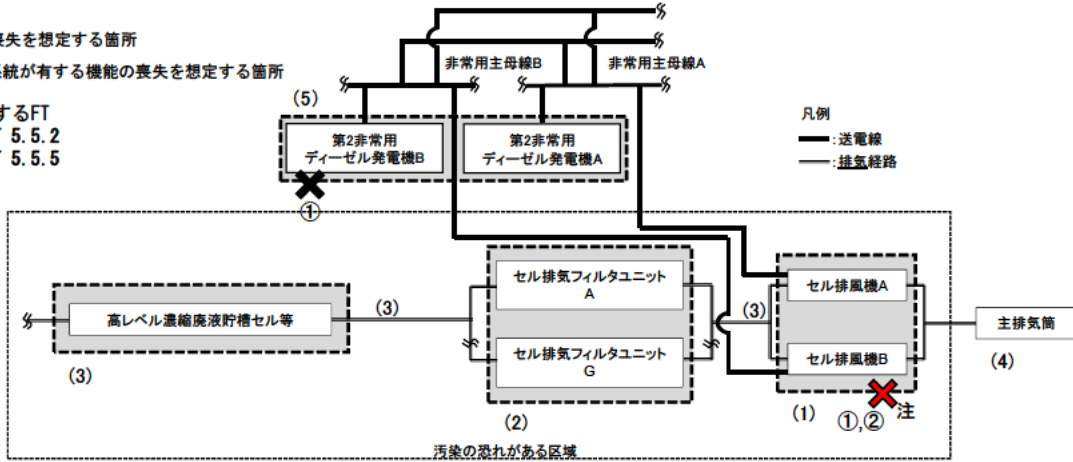 喪失を想定する箇所
系統が有する機能の喪失を想定する箇所
するFT
5.5.2
5.5.5
非常用主母線B
非常用主母線A
(5)
第2非常用
ディーゼル発電機B
第2非常用
ディーゼル発電機A
①
凡例
:送電線
:排気経路
セル排気フィルタユニット
A
セル排気フィルタユニット
G
(2)
高レベル濃縮廃液貯槽セル等
(3)
(3)
(3)
セル排風機A
セル排風機B
(1)
①,②
注
主排気筒
(4)
汚染の恐れがある区域